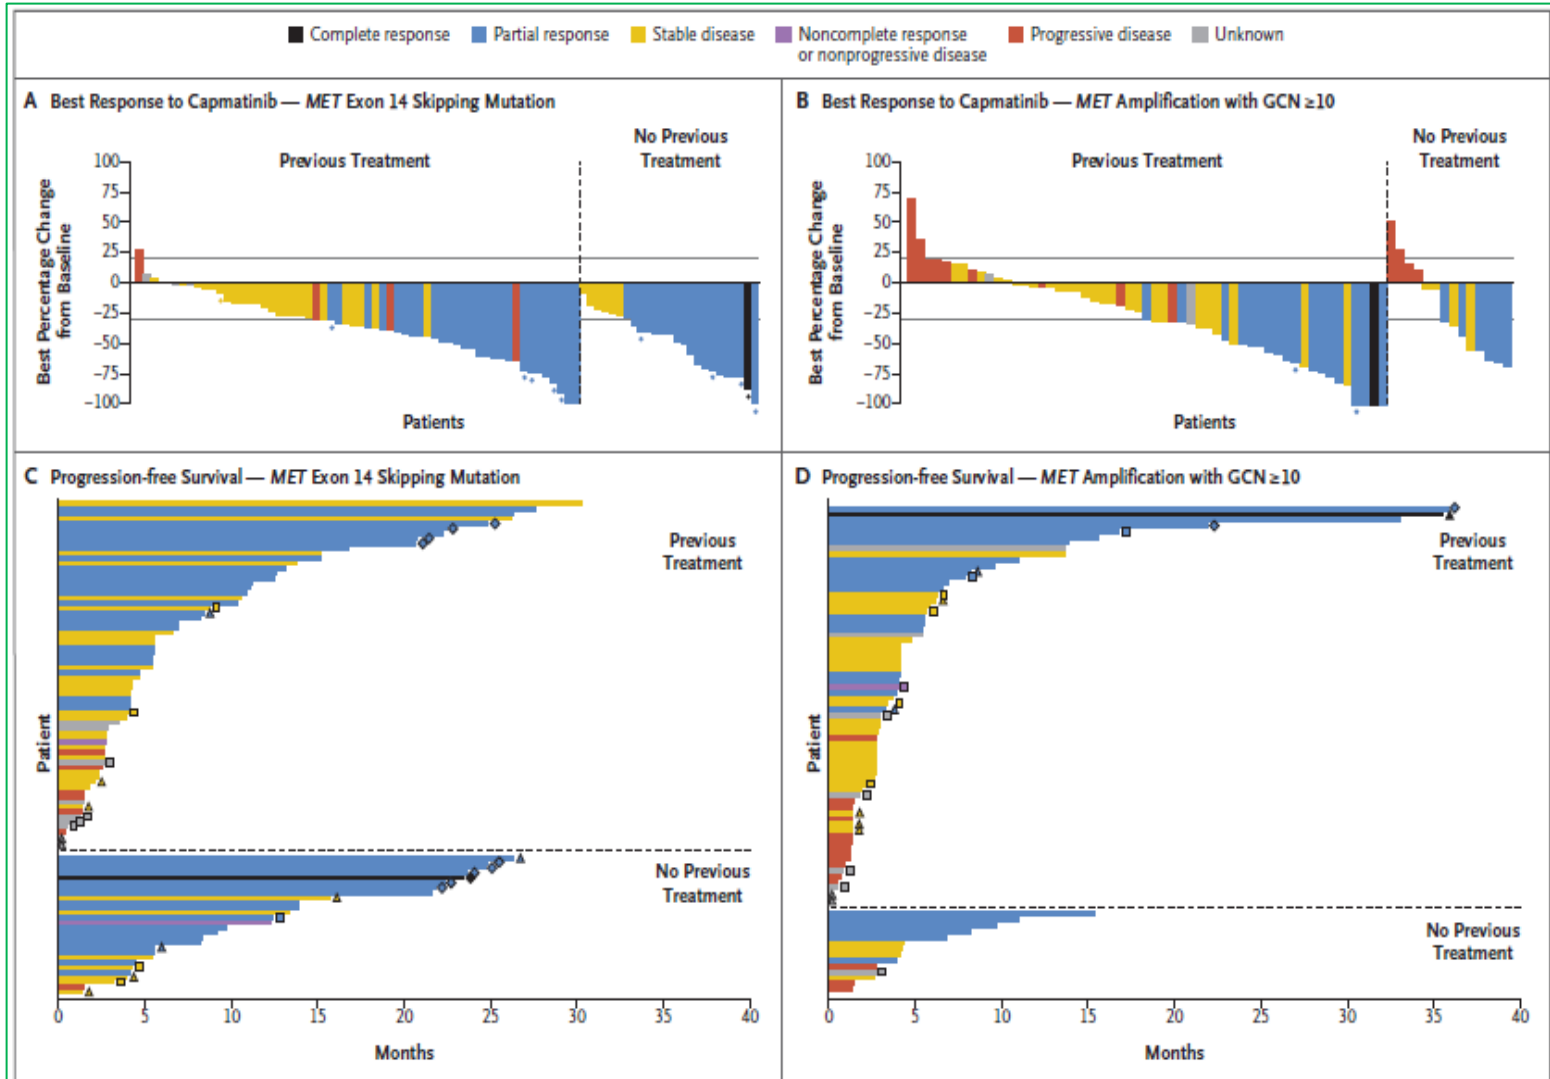 Complete response
Partial response
Stable disease
Noncomplete response
or nonprogressive disease
Progressive disease
Unknown
A Best Response to Capmatinib — MET Exon 14 Skipping Mutation
Previous Treatment
No Previous
Treatment
Best Percentage Change
from Baseline
100
75
50
25
0
−25
−50
−75
−100
Patients
B Best Response to Capmatinib — MET Amplification with GCN ≥10
Previous Treatment
No Previous
Treatment
Best Percentage Change
from Baseline
100
75
50
25
0
−25
−50
−75
−100
Patients
C Progression-free Survival — MET Exon 14 Skipping Mutation
Previous
Treatment
No Previous
Treatment
Patient
0 5 10 15 20 25 30 35 40
Months
D Progression-free Survival — MET Amplification with GCN ≥10
Previous
Treatment
No Previous
Treatment
Patient
0 5 10 15 20 25 30 35 40
Months